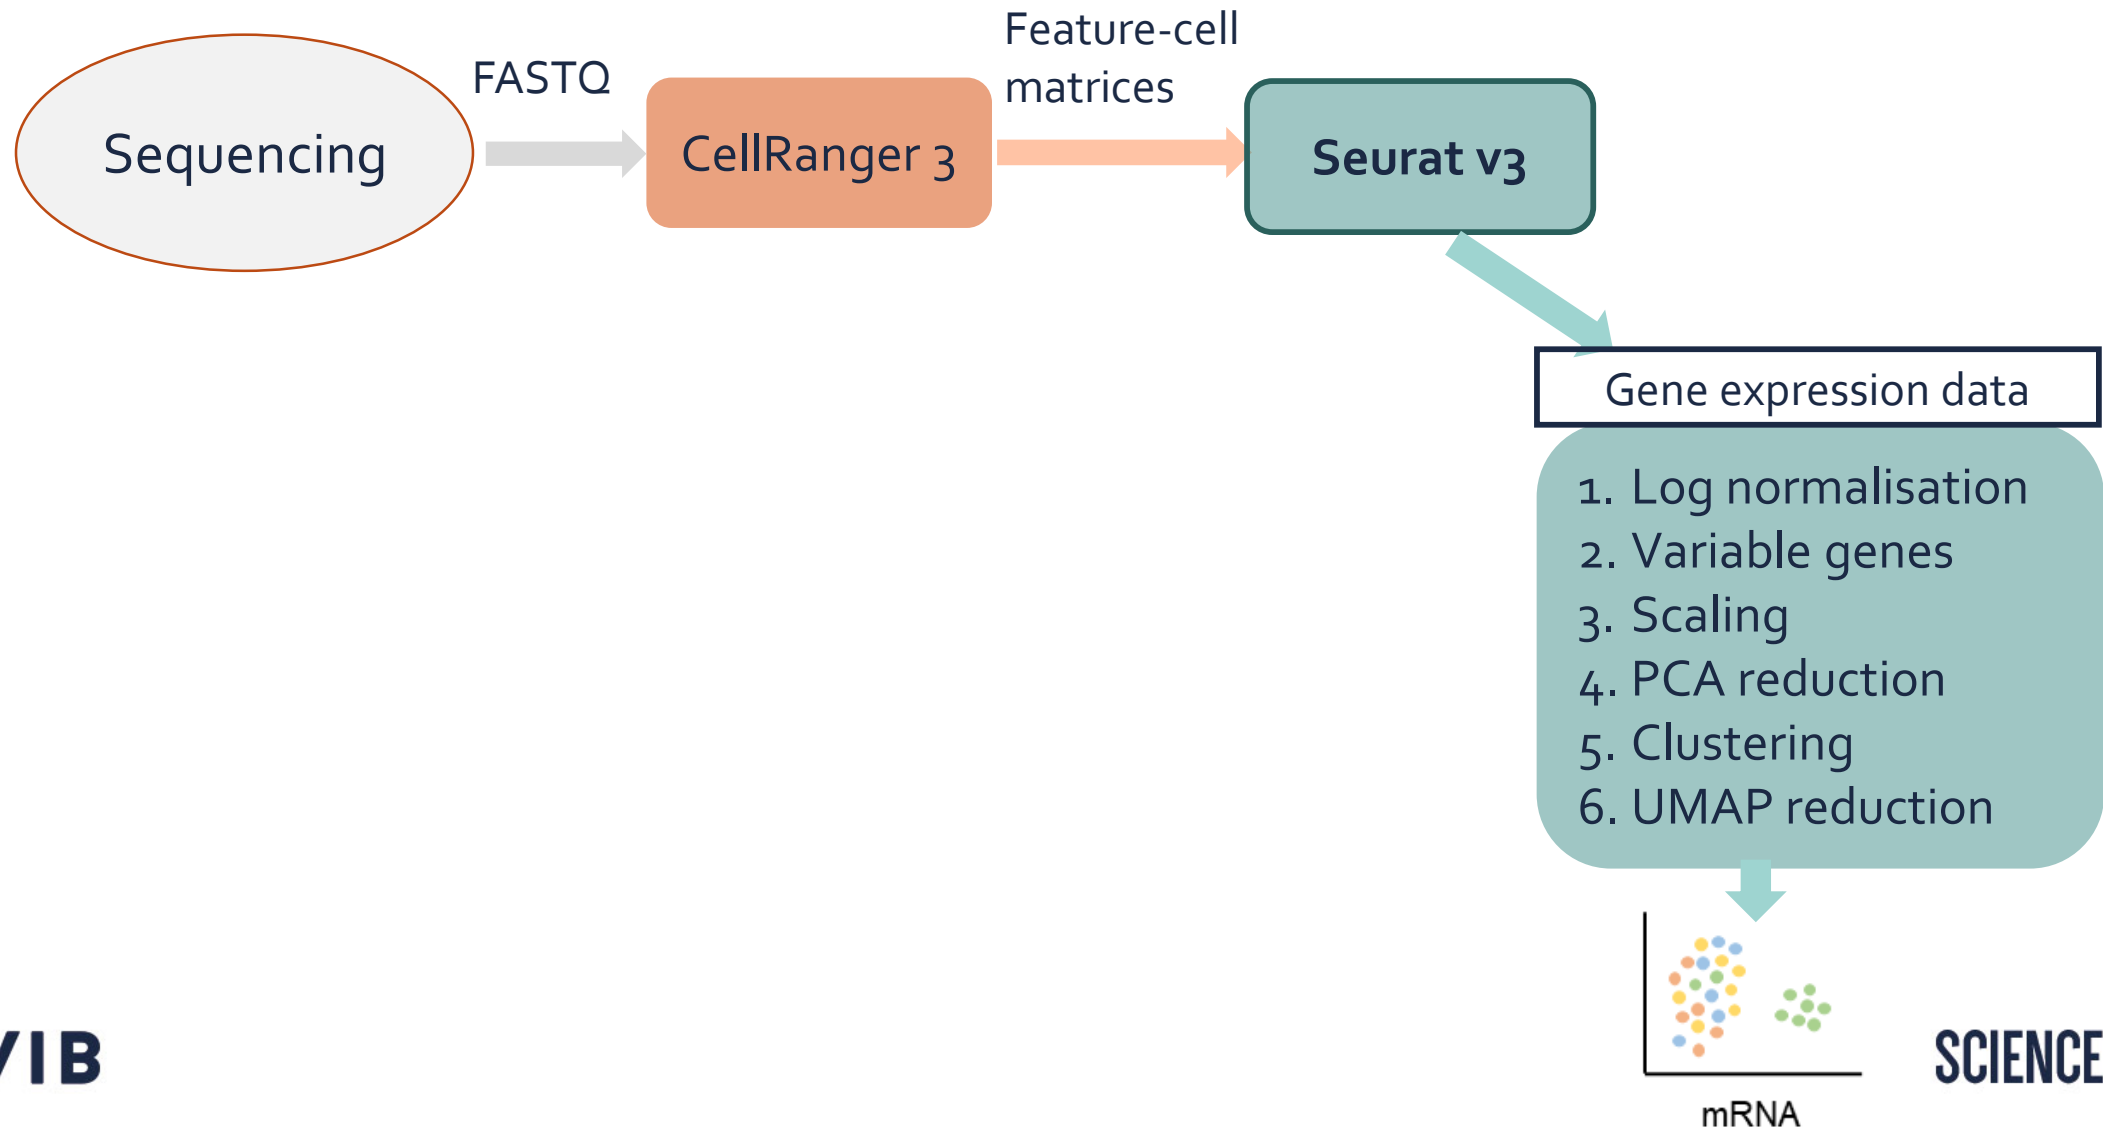 Feature-cell
matrices
FASTQ
Sequencing
CellRanger 3
Seurat v3
Gene expression data
1. Log normalisation
2. Variable genes
3. Scaling
4. PCA reduction
5. Clustering
6. UMAP reduction
mRNA
VIB
SCIENCE